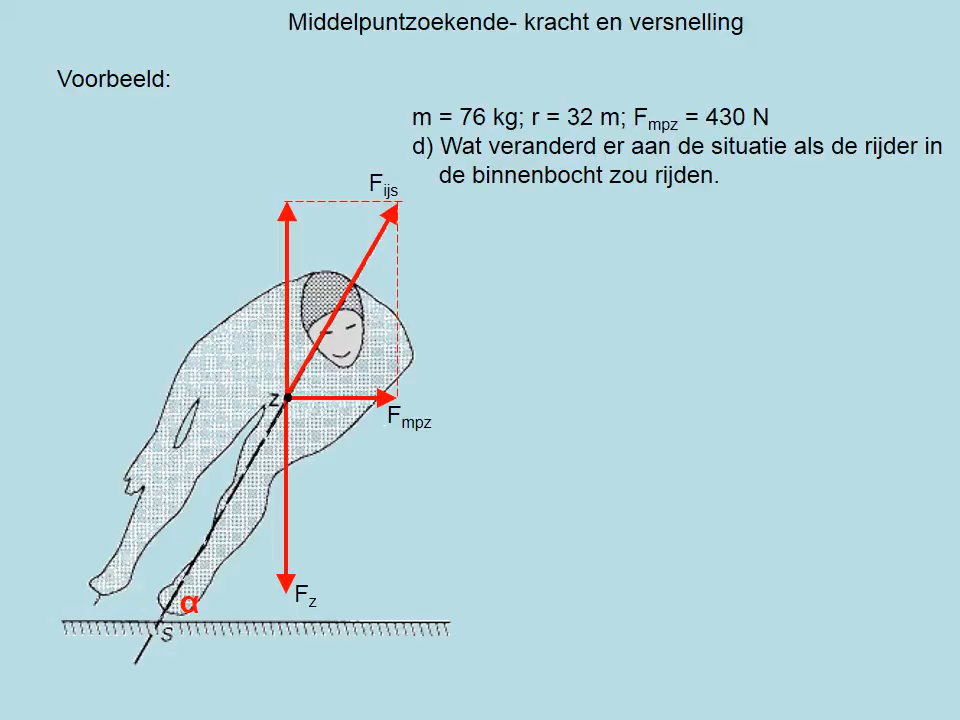 Middelpuntzoekende- kracht en versnelling
Voorbeeld:
m = 76 kg; r = 32 m; Fmpz = 430 N
d) Wat veranderd er aan de situatie als de rijder in
de binnenbocht zou rijden.
Fijs
Z
Fmpz
Fz
α
S